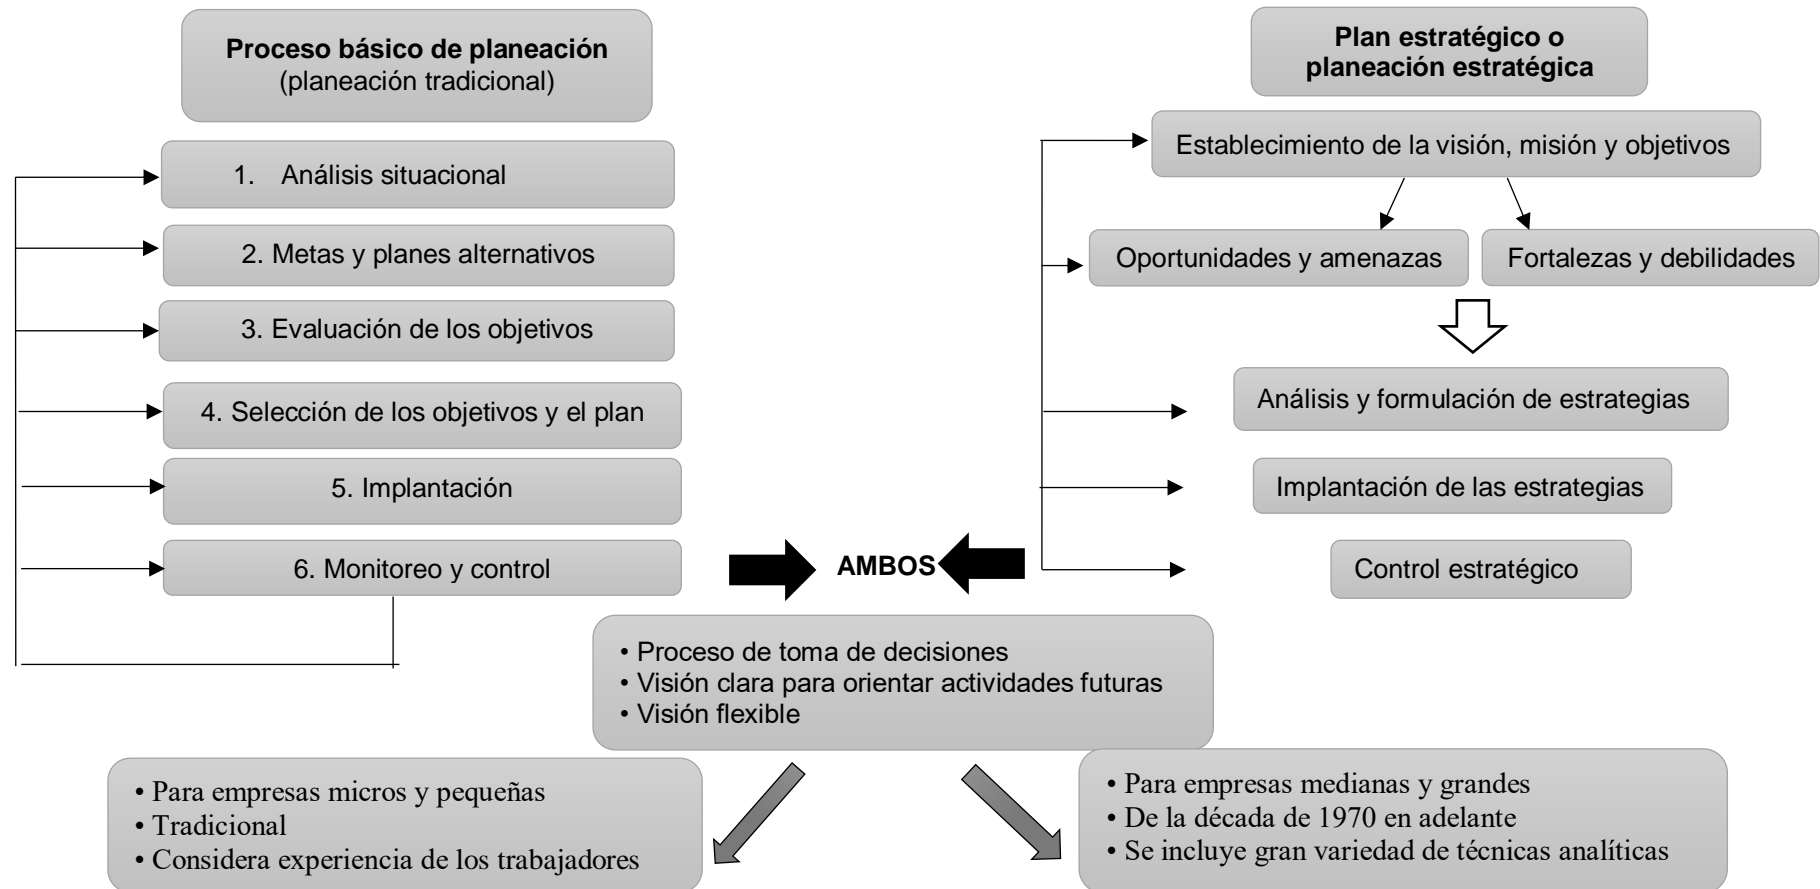 Proceso básico de planeación
(planeación tradicional)
1. Análisis situacional
2. Metas y planes alternativos
3. Evaluación de los objetivos
4. Selección de los objetivos y el plan
5. Implantación
6. Monitoreo y control
Plan estratégico o
planeación estratégica
Establecimiento de la visión, misión y objetivos
Oportunidades y amenazas
Fortalezas y debilidades
Análisis y formulación de estrategias
Implantación de las estrategias
Control estratégico
AMBOS
• Proceso de toma de decisiones
• Visión clara para orientar actividades futuras
• Visión flexible
• Para empresas micros y pequeñas
• Tradicional
• Considera experiencia de los trabajadores
• Para empresas medianas y grandes
• De la década de 1970 en adelante
• Se incluye gran variedad de técnicas analíticas